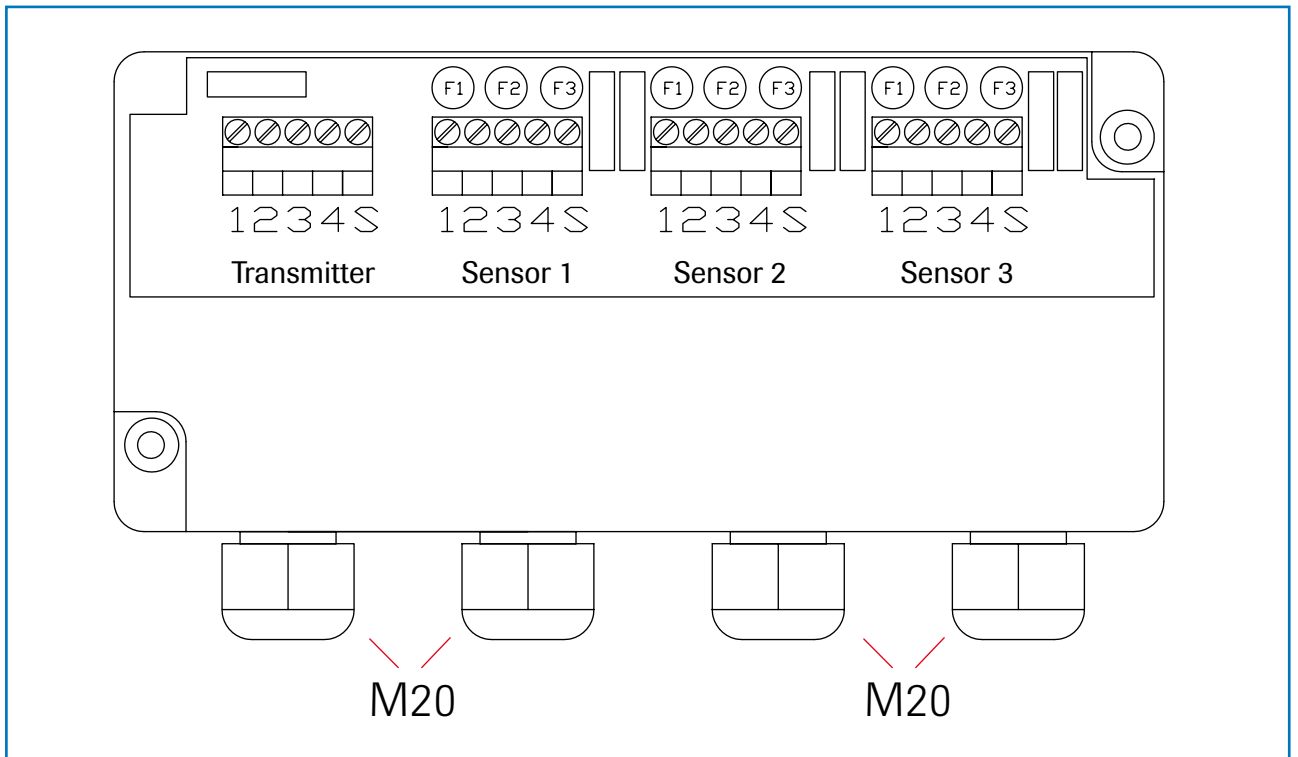 F1 F2 F3 F1 F2 F3 F1 F2 F3
1234S 1234S 1234S 1234S
Transmitter Sensor 1 Sensor 2 Sensor 3
M20 M20